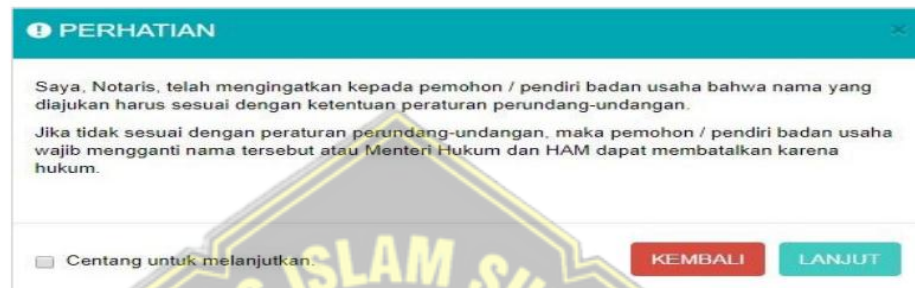 PERHATIAN
Saya, Notaris, telah mengingatkan kepada pemohon / pendiri badan usaha bahwa nama yang
diajukan harus sesuai dengan ketentuan peraturan perundang-undangan.
Jika tidak sesuai dengan peraturan perundang-undangan, maka pemohon / pendiri badan usaha
wajib mengganti nama tersebut atau Menteri Hukum dan HAM dapat membatalkan karena
hukum.
Centang untuk melanjutkan.
KEMBALI
LANJUT
ISLAM